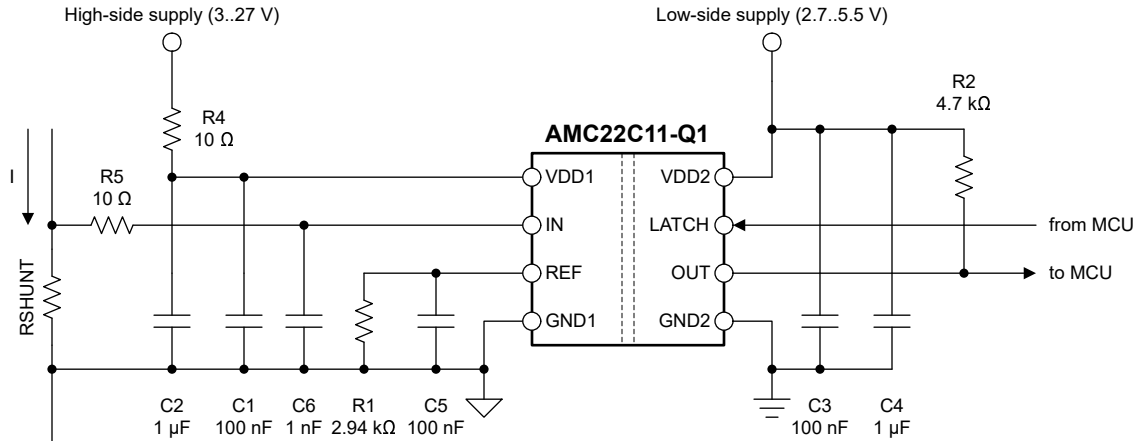 High-side supply (3..27 V)
Low-side supply (2.7..5.5 V)
R2
4.7 kΩ
R4
10 Ω
AMC22C11-Q1
I
R5
10 Ω
VDD1
VDD2
IN
LATCH
from MCU
REF
OUT
to MCU
RSHUNT
GND1
GND2
C2
1 µF
C1
100 nF
C6
1 nF
R1
2.94 kΩ
C5
100 nF
C3
100 nF
C4
1 µF